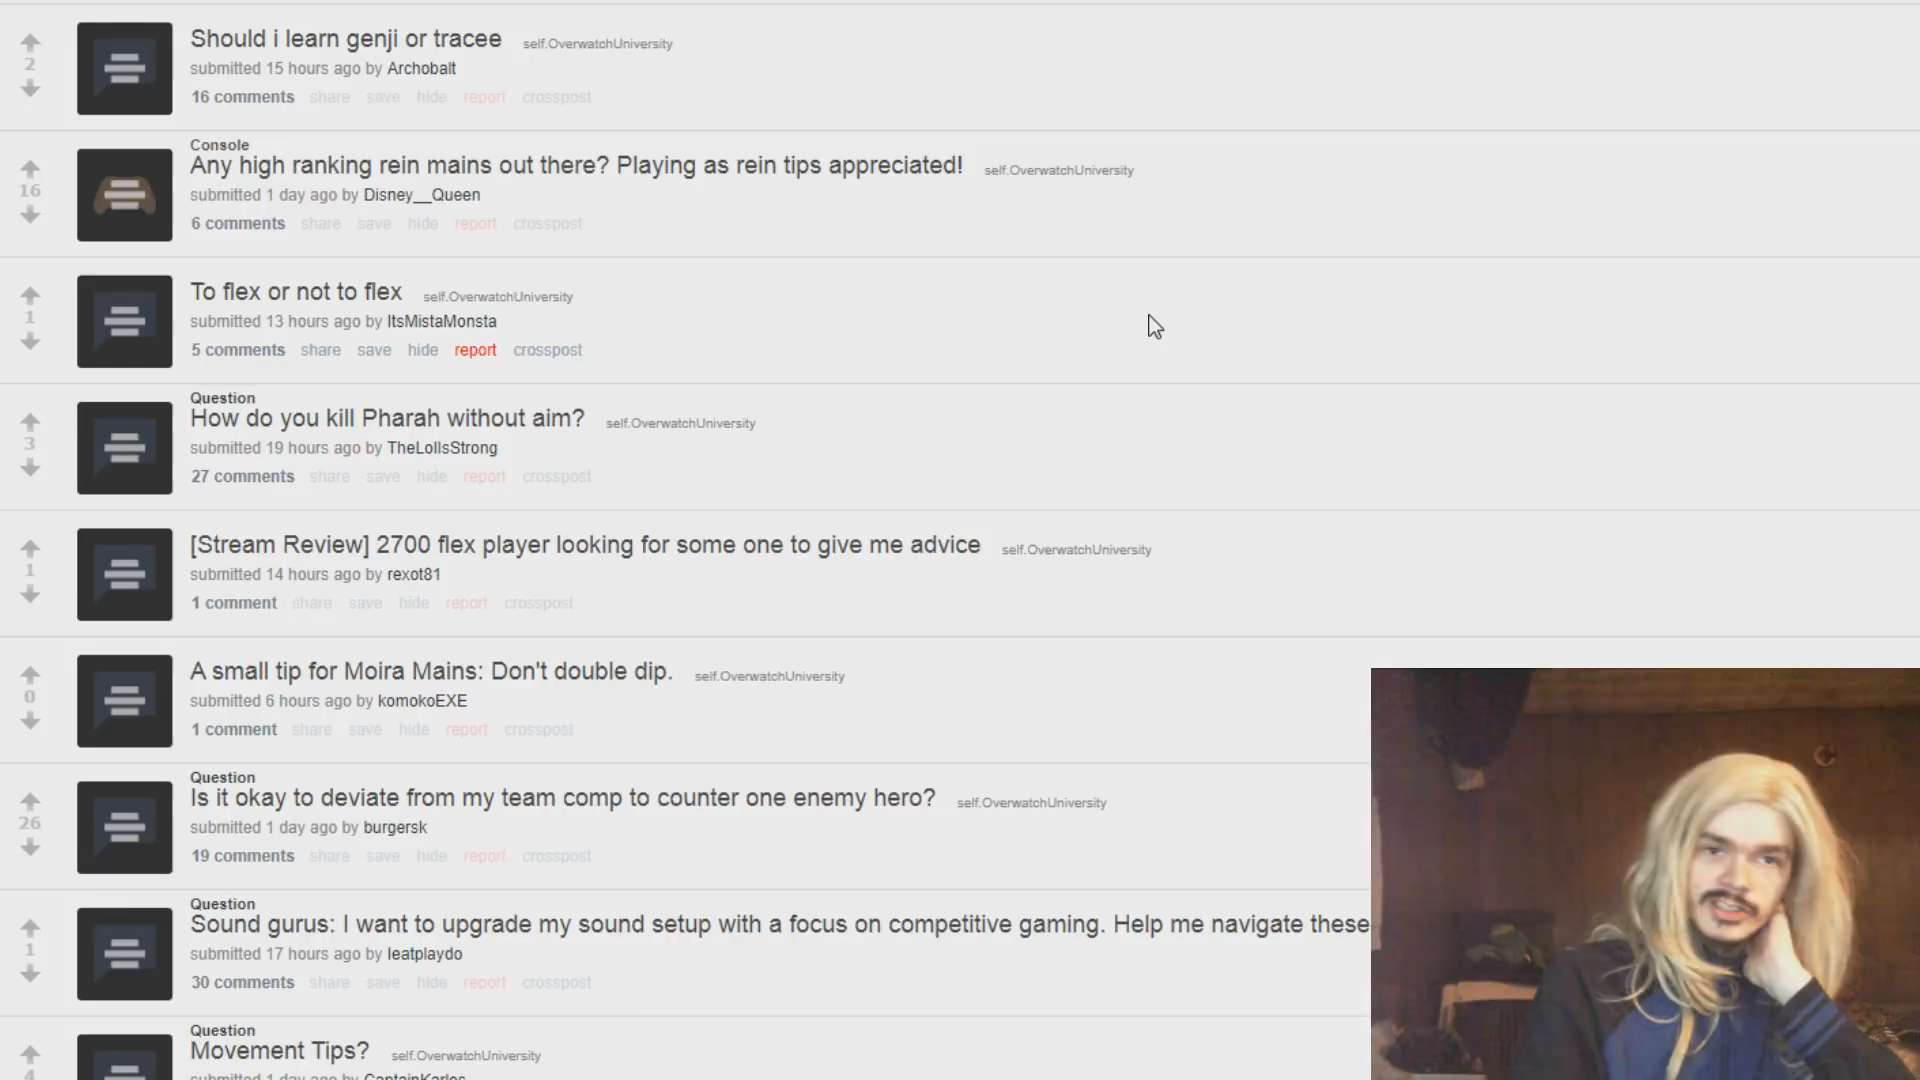 Should i learn genji or tracee self.OverwatchUniversity
2
submitted 15 hours ago by Archobalt
16 comments share save hide report crosspost
Console
Any high ranking rein mains out there? Playing as rein tips appreciated! self.OverwatchUniversity
16
submitted 1 day ago by Disney__Queen
6 comments share save hide report crosspost
To flex or not to flex self.OverwatchUniversity
1
submitted 13 hours ago by ItsMistaMonsta
5 comments share save hide report crosspost
Question
How do you kill Pharah without aim? self.OverwatchUniversity
3
submitted 19 hours ago by TheLollsStrong
27 comments share save hide report crosspost
[Stream Review] 2700 flex player looking for some one to give me advice self.OverwatchUniversity
1
submitted 14 hours ago by rexot81
1 comment share save hide report crosspost
A small tip for Moira Mains: Don't double dip. self.OverwatchUniversity
0
submitted 6 hours ago by komokoEXE
1 comment share save hide report crosspost
Question
Is it okay to deviate from my team comp to counter one enemy hero? self.OverwatchUniversity
26
submitted 1 day ago by burgersk
19 comments share save hide report crosspost
Question
Sound gurus: I want to upgrade my sound setup with a focus on competitive gaming. Help me navigate these
1
submitted 17 hours ago by leatplaydo
30 comments share save hide report crosspost
Question
Movement Tips? self.OverwatchUniversity
4
submitted 1 day ago by CaptainKarlos